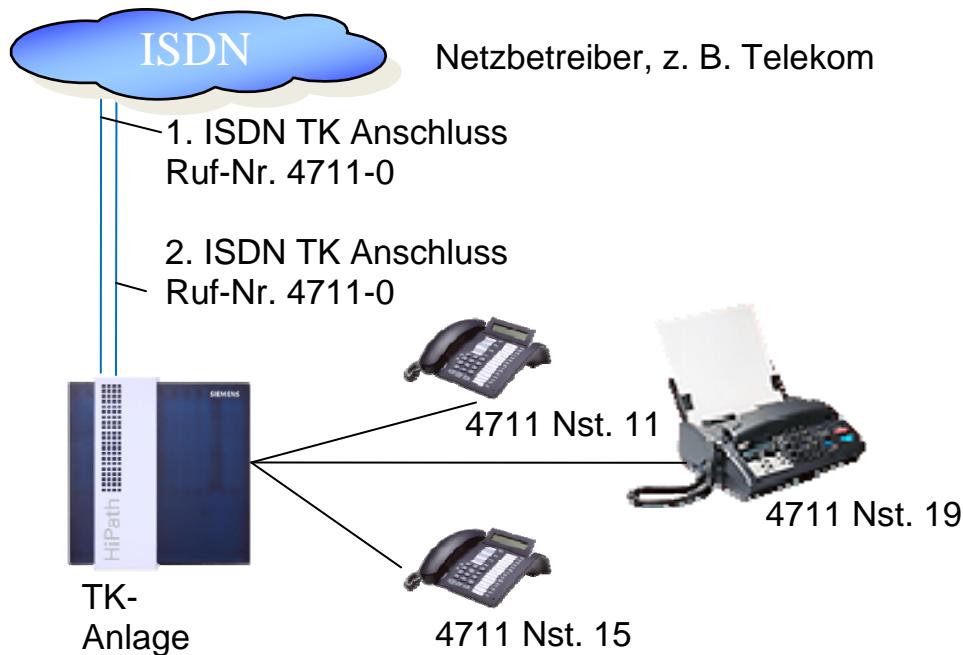 ISDN
Netzbetreiber, z. B. Telekom
1. ISDN TK Anschluss
Ruf-Nr. 4711-0
2. ISDN TK Anschluss
Ruf-Nr. 4711-0
SIEMENS
HiPath
4711 Nst. 11
4711 Nst. 19
4711 Nst. 15
TK-
Anlage